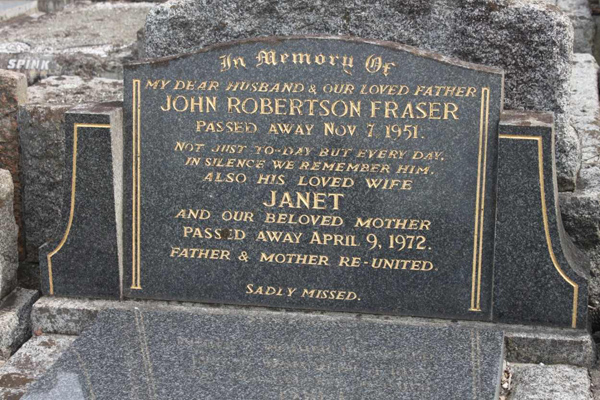 SPINK
In Memory Of
MY DEAR HUSBAND & OUR LOVED FATHER
JOHN ROBERTSON FRASER
PASSED AWAY NOV. 7. 1951.
NOT JUST TO-DAY BUT EVERY DAY.
IN SILENCE WE REMEMBER HIM.
ALSO HIS LOVED WIFE
JANET
AND OUR BELOVED MOTHER
PASSED AWAY APRIL 9, 1972.
FATHER & MOTHER RE-UNITED.
SADLY MISSED.